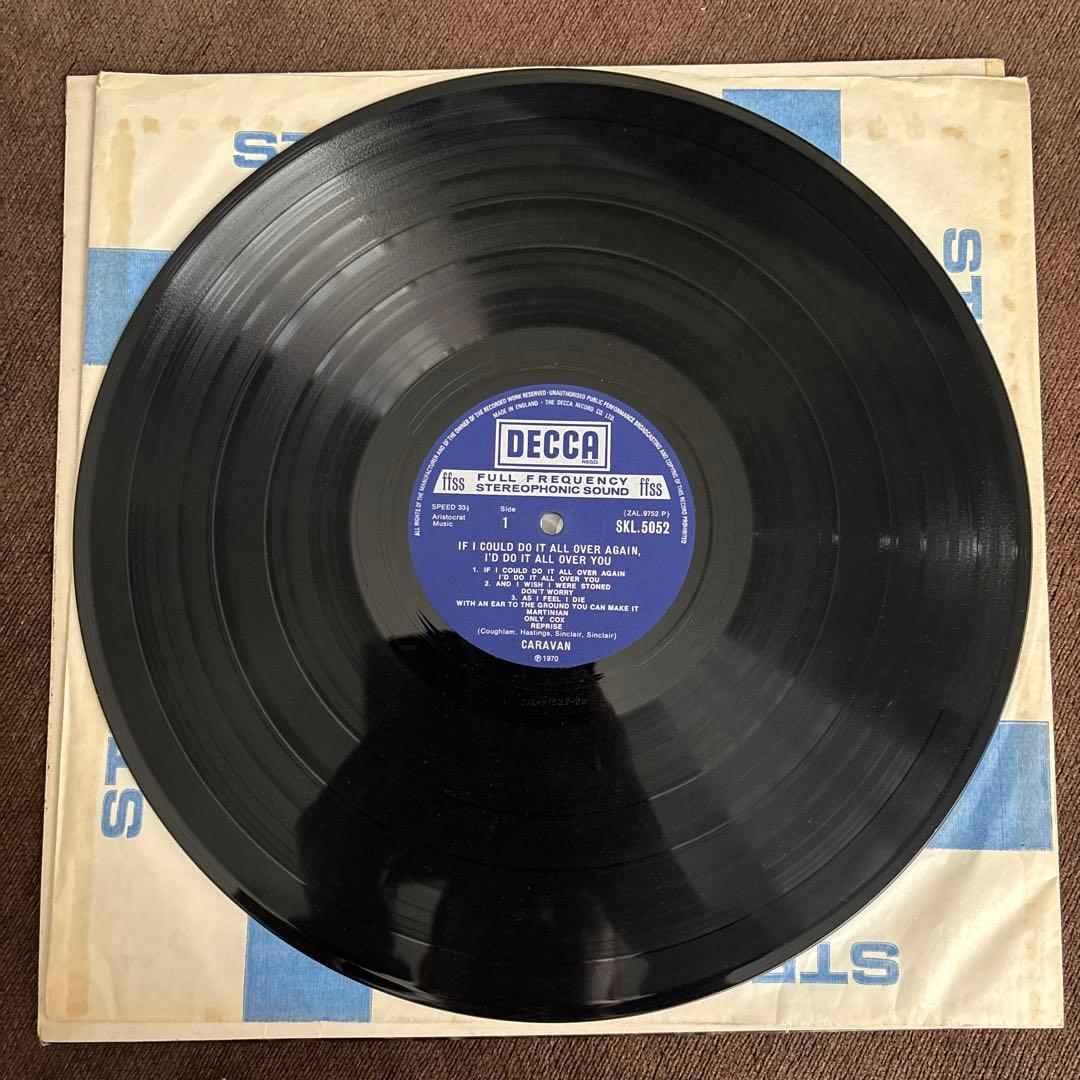 ALL RIGHTS OF THE MANUFACTURER AND OF THE OWNER OF THE RECORDED WORK RESERVED · UNAUTHORISED PUBLIC PERFORMANCE BROADCASTING AND COPYING OF THIS RECORD PROHIBITED
MADE IN ENGLAND · THE DECCA RECORD CO. LTD.
DECCA
REGD.
ffss FULL FREQUENCY STEREOPHONIC SOUND ffss
SPEED 33⅓
Side
(ZAL.9752 P)
Aristocrat
Music
1
SKL.5052
IF I COULD DO IT ALL OVER AGAIN,
I'D DO IT ALL OVER YOU
1. IF I COULD DO IT ALL OVER AGAIN
I'D DO IT ALL OVER YOU
2. AND I WISH I WERE STONED
DON'T WORRY
3. AS I FEEL I DIE
WITH AN EAR TO THE GROUND YOU CAN MAKE IT
MARTINIAN
ONLY COX
REPRISE
(Coughlam, Hastings, Sinclair, Sinclair)
CARAVAN
℗ 1970
ZAL-9752.P-2W